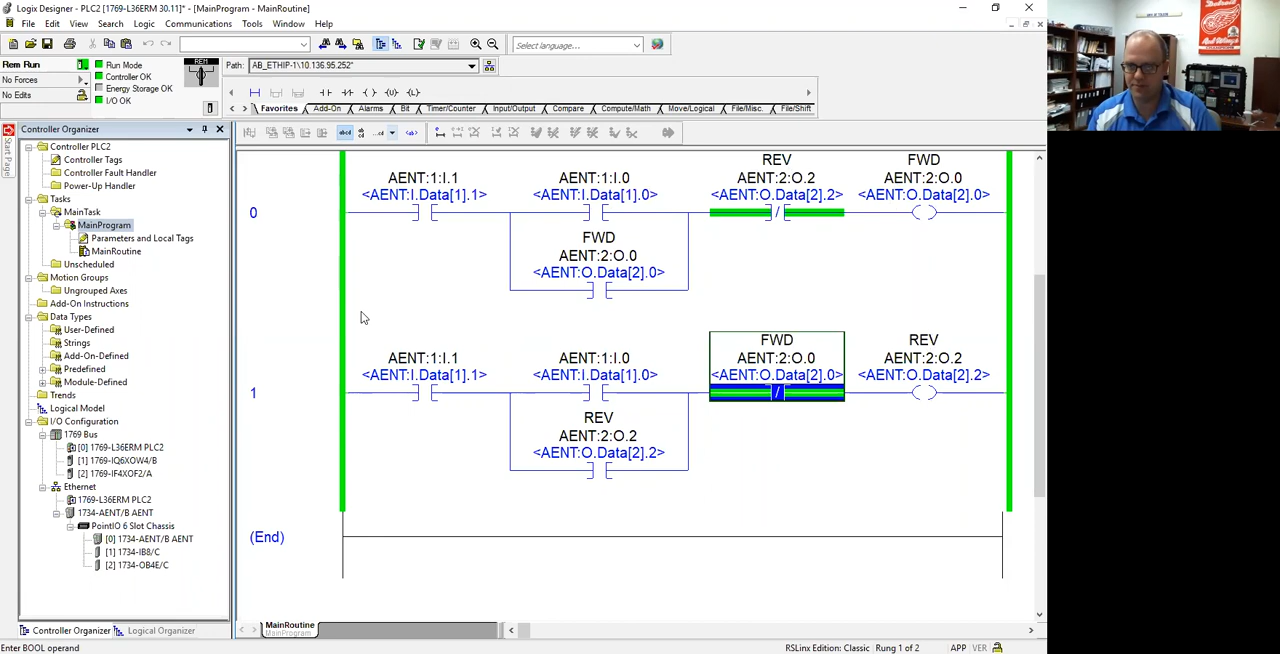 Logix Designer - PLC2 [1769-L36ERM 30.11]* - [MainProgram - MainRoutine]
File Edit View Search Logic Communications Tools Window Help
Select language...
Rem Run
No Forces
No Edits
Run Mode
Controller OK
Energy Storage OK
I/O OK
REM
Path: AB_ETHIP-1\10.136.95.252*
Favorites Add-On Alarms Bit Timer/Counter Input/Output Compare Compute/Math Move/Logical File/Misc. File/Shift
Start Page
Controller Organizer
Controller PLC2
Controller Tags
Controller Fault Handler
Power-Up Handler
Tasks
MainTask
MainProgram
Parameters and Local Tags
MainRoutine
Unscheduled
Motion Groups
Ungrouped Axes
Add-On Instructions
Data Types
User-Defined
Strings
Add-On-Defined
Predefined
Module-Defined
Trends
Logical Model
I/O Configuration
1769 Bus
[0] 1769-L36ERM PLC2
[1] 1769-IQ6XOW4/B
[2] 1769-IF4XOF2/A
Ethernet
1769-L36ERM PLC2
1734-AENT/B AENT
PointIO 6 Slot Chassis
[0] 1734-AENT/B AENT
[1] 1734-IB8/C
[2] 1734-OB4E/C
Controller Organizer Logical Organizer
REV FWD
AENT:1:I.1 AENT:1:I.0 AENT:2:O.2 AENT:2:O.0
<AENT:I.Data[1].1> <AENT:I.Data[1].0> <AENT:O.Data[2].2> <AENT:O.Data[2].0>
0
FWD
AENT:2:O.0
<AENT:O.Data[2].0>
FWD REV
AENT:1:I.1 AENT:1:I.0 AENT:2:O.0 AENT:2:O.2
<AENT:I.Data[1].1> <AENT:I.Data[1].0> <AENT:O.Data[2].0> <AENT:O.Data[2].2>
1
REV
AENT:2:O.2
<AENT:O.Data[2].2>
(End)
MainRoutine
MainProgram
Enter BOOL operand
RSLinx Edition: Classic Rung 1 of 2 APP VER